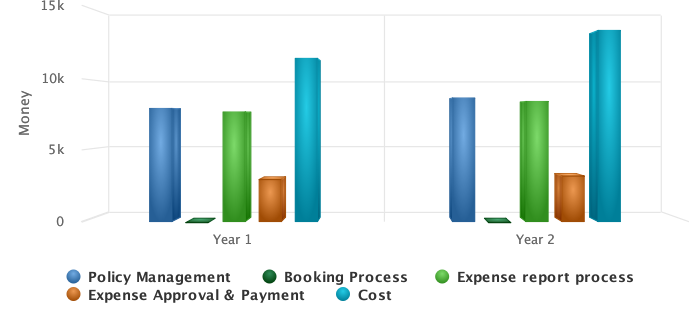 15k
10k
5k
0
Money
Year 1
Year 2
Policy Management
Booking Process
Expense report process
Expense Approval & Payment
Cost